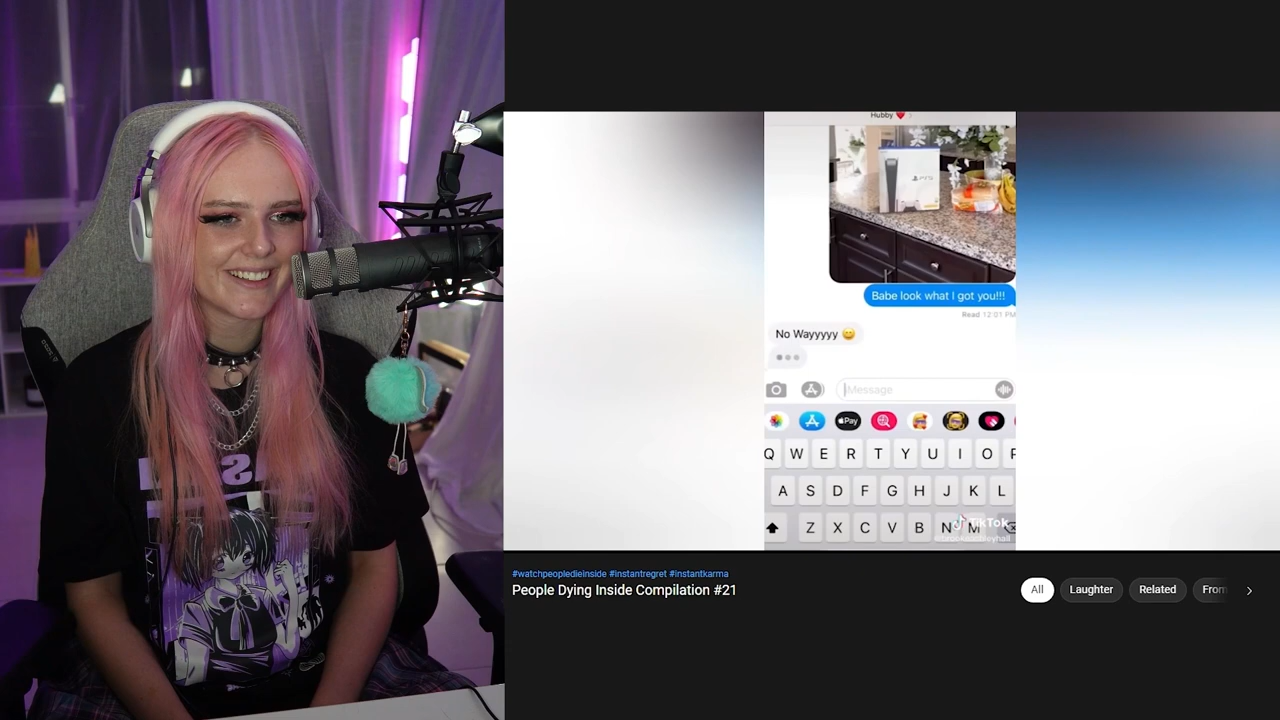 Hubby ❤️ >
PS5
Babe look what I got you!!!
Read 12:01 PM
No Wayyyyy 😄
Message
Pay
Q W E R T Y U I O P
A S D F G H J K L
Z X C V B N M
TikTok
#watchpeopledieinside #instantregret #instantkarma
People Dying Inside Compilation #21
All
Laughter
Related
From